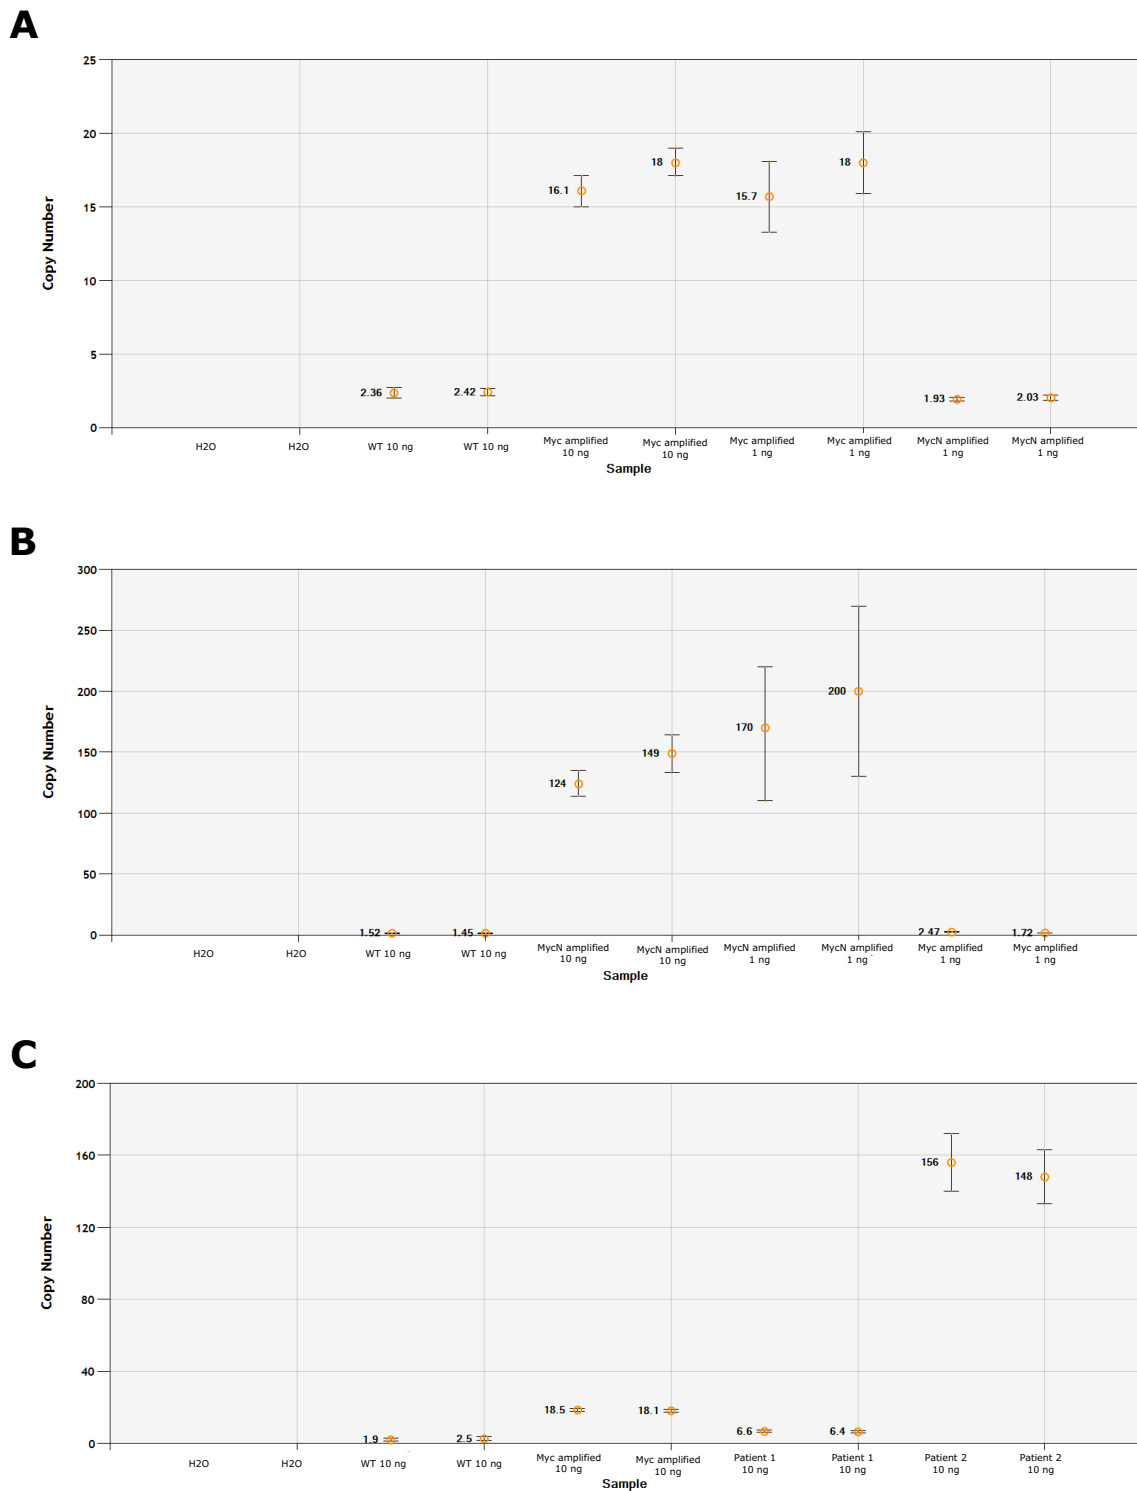 A
25
20
15
10
5
0
Copy Number
16.1
18
15.7
18
2.36
2.42
1.93
2.03
H2O
H2O
WT 10 ng
WT 10 ng
Myc amplified
10 ng
Myc amplified
10 ng
Myc amplified
1 ng
Myc amplified
1 ng
MycN amplified
1 ng
MycN amplified
1 ng
Sample
B
300
250
200
150
100
50
0
Copy Number
1.52
1.45
124
149
170
200
2.47
1.72
H2O
H2O
WT 10 ng
WT 10 ng
MycN amplified
10 ng
MycN amplified
10 ng
MycN amplified
1 ng
MycN amplified
1 ng
Myc amplified
1 ng
Myc amplified
1 ng
Sample
C
200
160
120
80
40
0
Copy Number
1.9
2.5
18.5
18.1
6.6
6.4
156
148
H2O
H2O
WT 10 ng
WT 10 ng
Myc amplified
10 ng
Myc amplified
10 ng
Patient 1
10 ng
Patient 1
10 ng
Patient 2
10 ng
Patient 2
10 ng
Sample